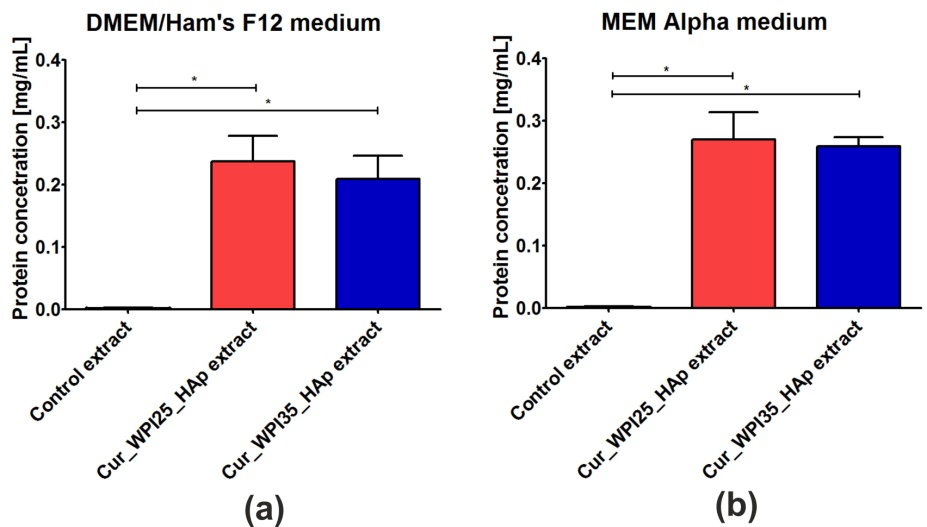 DMEM/Ham's F12 medium
Protein concetration [mg/mL]
0.4
0.3
0.2
0.1
0.0
*
*
Control extract
Cur_WPI25_HAp extract
Cur_WPI35_HAp extract
(a)
MEM Alpha medium
Protein concentration [mg/mL]
0.4
0.3
0.2
0.1
0.0
*
*
Control extract
Cur_WPI25_HAp extract
Cur_WPI35_HAp extract
(b)